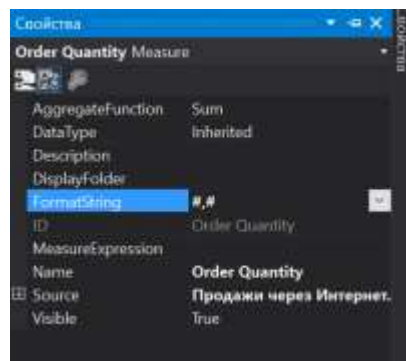 Свойства
Order Quantity Measure
AggregateFunction Sum
DataType Inherited
Description
DisplayFolder
FormatString #,#
ID Order Quantity
MeasureExpression
Name Order Quantity
Source Продажи через Интернет.
Visible True